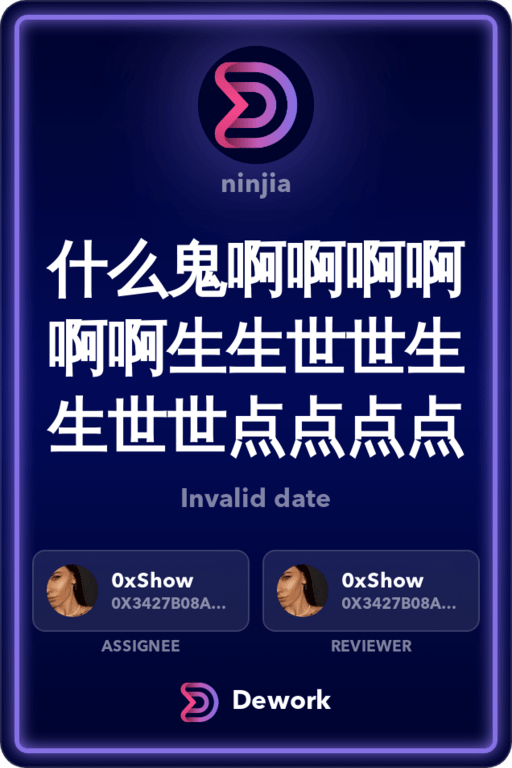 ninjia
什么鬼啊啊啊啊
啊啊生生世世生
生世世点点点点
Invalid date
0xShow
0X3427B08A...
ASSIGNEE
0xShow
0X3427B08A...
REVIEWER
Dework